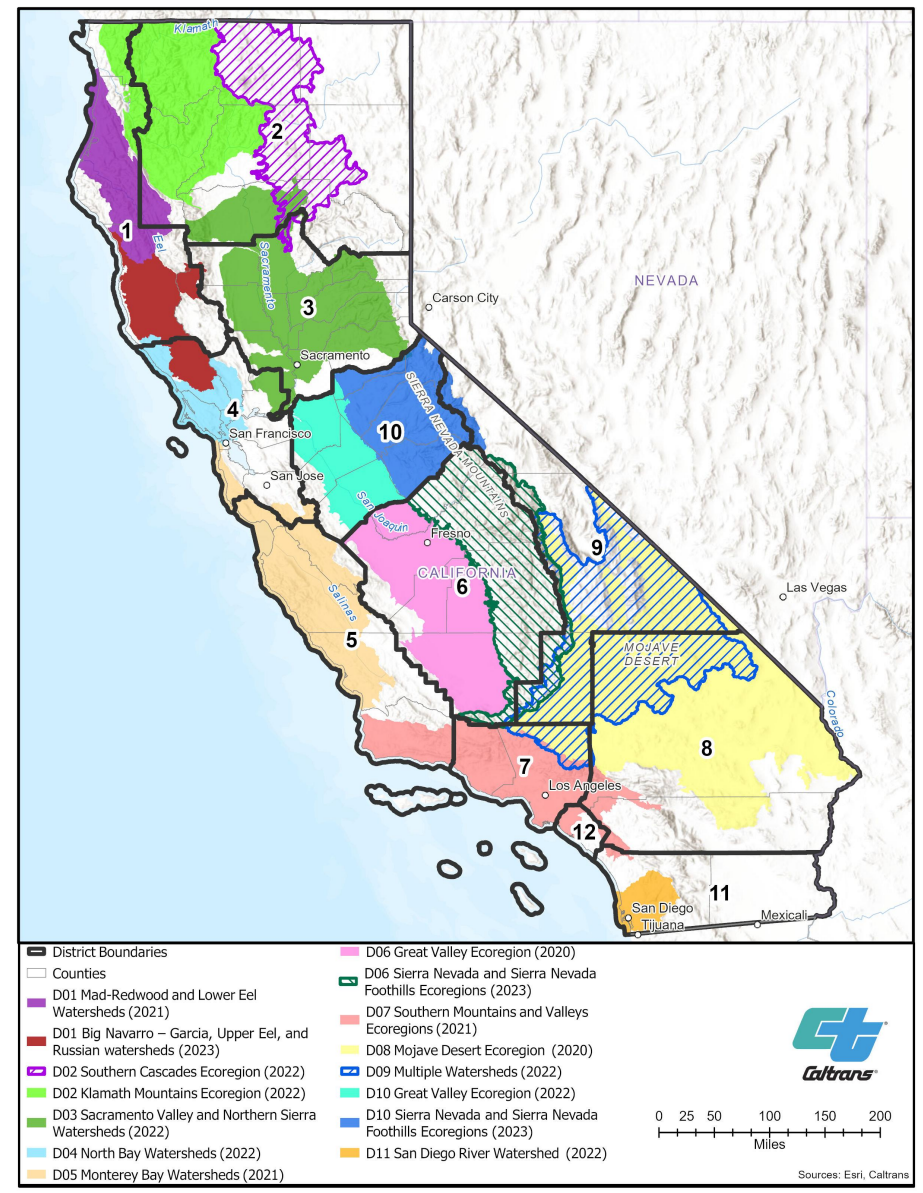 Klamath
2
1
Eel
Sacramento
3
Carson City
NEVADA
Sacramento
SIERRA NEVADA MOUNTAINS
4
10
San Francisco
San Jose
San Joaquin
Fresno
9
CALIFORNIA
6
Las Vegas
Salinas
5
MOJAVE
DESERT
Colorado
8
7
Los Angeles
12
11
San Diego
Tijuana
Mexicali
District Boundaries
Counties
D01 Mad-Redwood and Lower Eel
Watersheds (2021)
D01 Big Navarro – Garcia, Upper Eel, and
Russian watersheds (2023)
D02 Southern Cascades Ecoregion (2022)
D02 Klamath Mountains Ecoregion (2022)
D03 Sacramento Valley and Northern Sierra
Watersheds (2022)
D04 North Bay Watersheds (2022)
D05 Monterey Bay Watersheds (2021)
D06 Great Valley Ecoregion (2020)
D06 Sierra Nevada and Sierra Nevada
Foothills Ecoregions (2023)
D07 Southern Mountains and Valleys
Ecoregions (2021)
D08 Mojave Desert Ecoregion (2020)
D09 Multiple Watersheds (2022)
D10 Great Valley Ecoregion (2022)
D10 Sierra Nevada and Sierra Nevada
Foothills Ecoregions (2023)
D11 San Diego River Watershed (2022)
Caltrans®
0 25 50 100 150 200
Miles
Sources: Esri, Caltrans